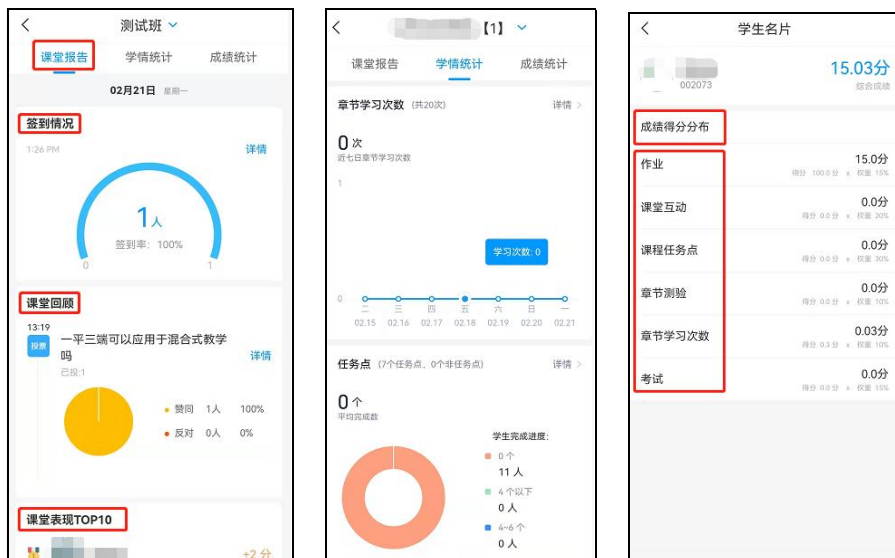 测试班
课堂报告 学情统计 成绩统计
02月21日 星期一
签到情况
1:26 PM 详情
1人
签到率：100%
0 1
课堂回顾
13:19
投票
一平三端可以应用于混合式教学
吗
详情
已投:1
赞同 1人 100%
反对 0人 0%
课堂表现TOP10
+2 分
【1】
课堂报告 学情统计 成绩统计
章节学习次数 (共20次) 详情
0 次
近七日章节学习次数
1
学习次数: 0
0
二 三 四 五 六 日 一
02.15 02.16 02.17 02.18 02.19 02.20 02.21
任务点 (7个任务点、0个非任务点) 详情
0 个
平均完成数
学生完成进度:
0 个
11 人
4 个以下
0 人
4~6 个
0 人
学生名片
15.03分
002073
综合成绩
成绩得分分布
作业 15.0分
得分 100.0 分 x 权重 15%
课堂互动 0.0分
得分 0.0 分 x 权重 20%
课程任务点 0.0分
得分 0.0 分 x 权重 30%
章节测验 0.0分
得分 0.0 分 x 权重 10%
章节学习次数 0.03分
得分 0.3 分 x 权重 10%
考试 0.0分
得分 0.0 分 x 权重 15%